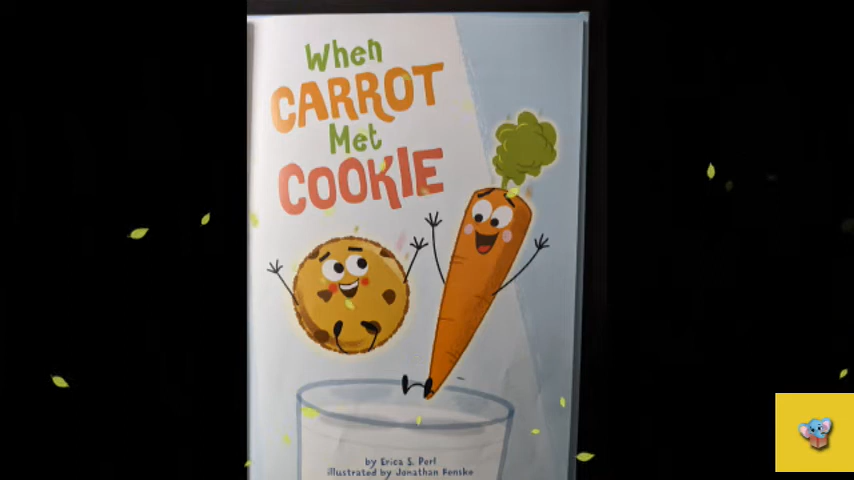 When
CARROT
Met
COOKIE
by Erica S. Perl
illustrated by Jonathan Fenske